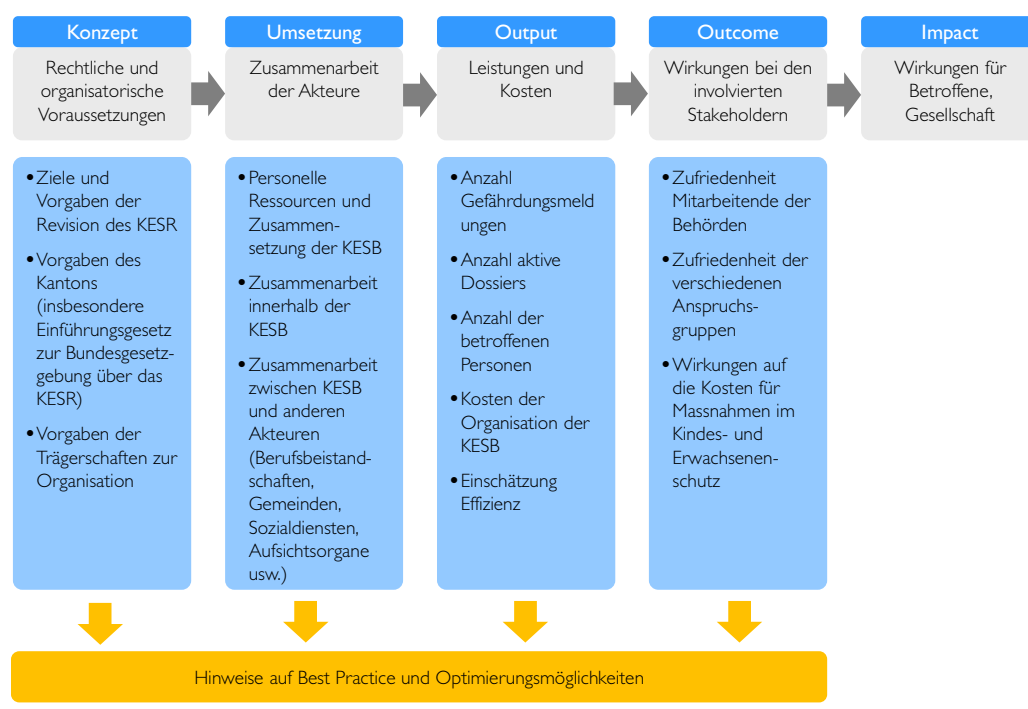 Konzept
Rechtliche und
organisatorische
Voraussetzungen
• Ziele und
Vorgaben der
Revision des KESR
• Vorgaben des
Kantons
(insbesondere
Einführungsgesetz
zur Bundesgesetz-
gebung über das
KESR)
• Vorgaben der
Trägerschaften zur
Organisation
Umsetzung
Zusammenarbeit
der Akteure
• Personelle
Ressourcen und
Zusammen-
setzung der KESB
• Zusammenarbeit
innerhalb der
KESB
• Zusammenarbeit
zwischen KESB
und anderen
Akteuren
(Berufsbeistand-
schaften,
Gemeinden,
Sozialdiensten,
Aufsichtsorgane
usw.)
Output
Leistungen und
Kosten
• Anzahl
Gefährdungsmeld
ungen
• Anzahl aktive
Dossiers
• Anzahl der
betroffenen
Personen
• Kosten der
Organisation der
KESB
• Einschätzung
Effizienz
Outcome
Wirkungen bei den
involvierten
Stakeholdern
• Zufriedenheit
Mitarbeitende der
Behörden
• Zufriedenheit der
verschiedenen
Anspruchs-
gruppen
• Wirkungen auf
die Kosten für
Massnahmen im
Kindes- und
Erwachsenen-
schutz
Impact
Wirkungen für
Betroffene,
Gesellschaft
Hinweise auf Best Practice und Optimierungsmöglichkeiten